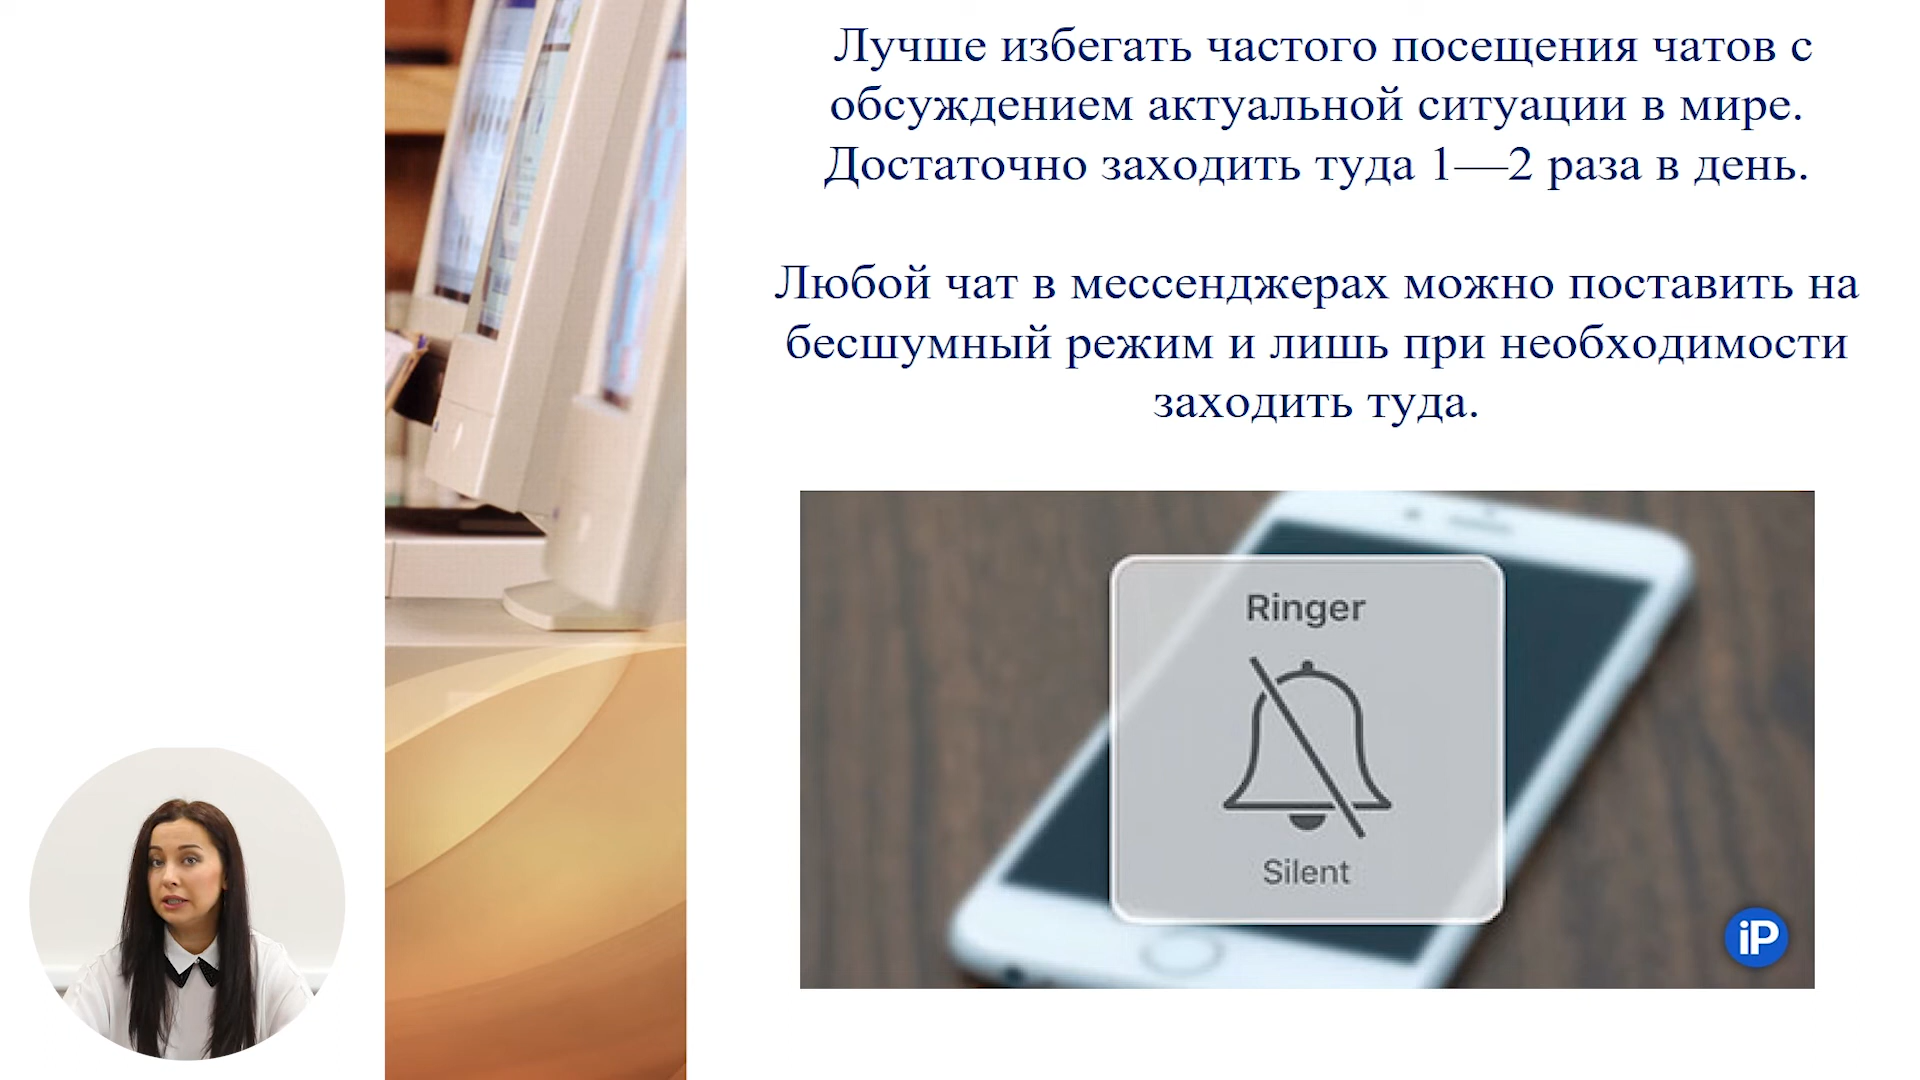 Лучше избегать частого посещения чатов с
обсуждением актуальной ситуации в мире.
Достаточно заходить туда 1—2 раза в день.
Любой чат в мессенджерах можно поставить на
бесшумный режим и лишь при необходимости
заходить туда.
Ringer
Silent
iP